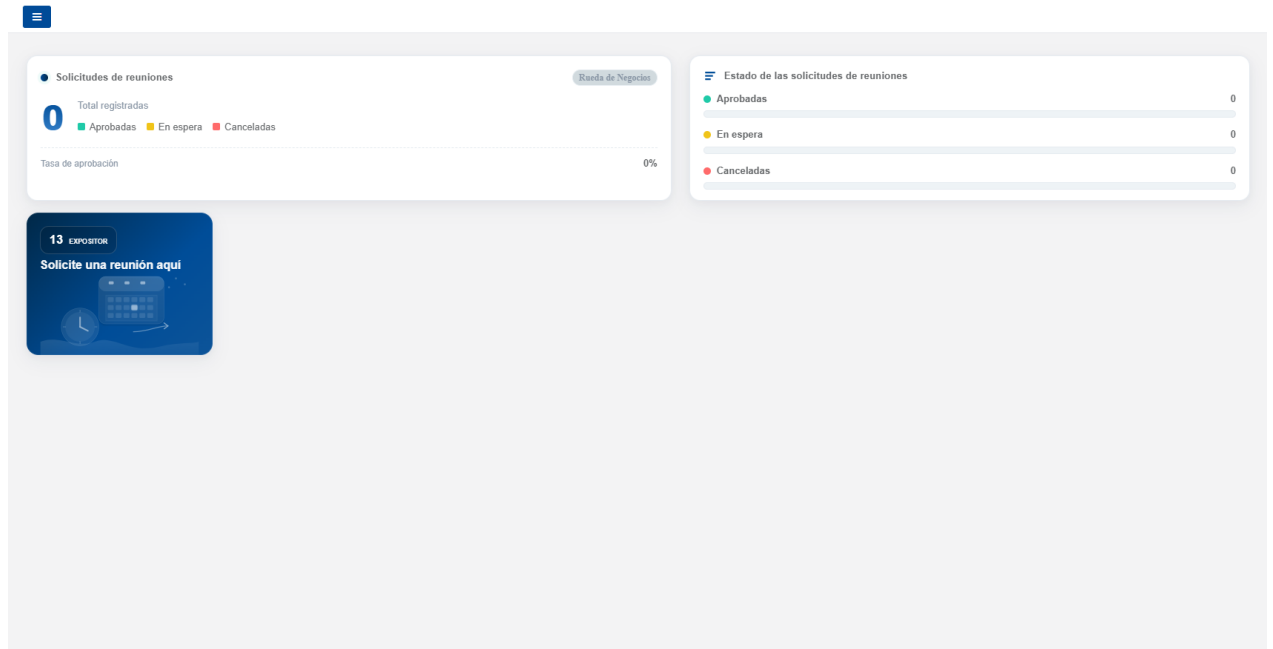 Solicitudes de reuniones
Rueda de Negocios
0
Total registradas
Aprobadas En espera Canceladas
Tasa de aprobación 0%
Estado de las solicitudes de reuniones
Aprobadas 0
En espera 0
Canceladas 0
13 EXPOSITOR
Solicite una reunión aquí